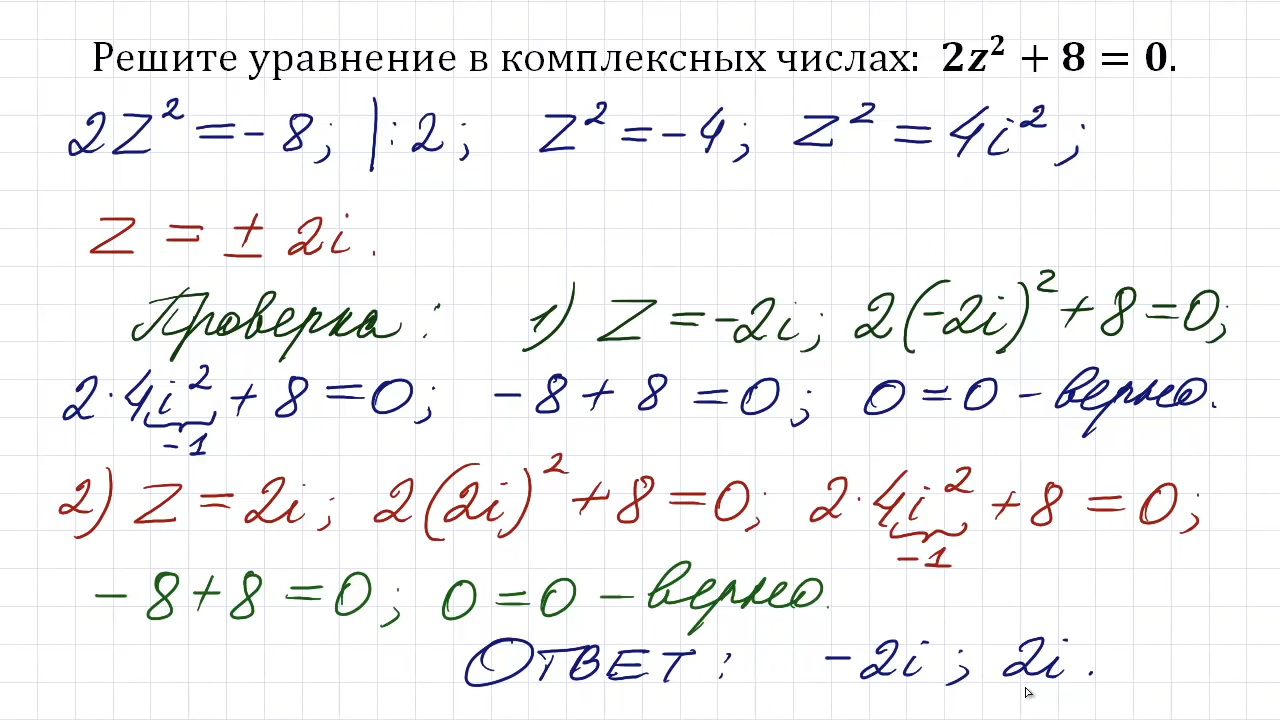 Решите уравнение в комплексных числах: 2z² + 8 = 0.
2z² = -8; |:2; z² = -4; z² = 4i²;
z = ± 2i.
Проверка: 1) z = -2i; 2(-2i)² + 8 = 0;
2·4i² + 8 = 0; -8 + 8 = 0; 0 = 0 - верно.
-1
2) z = 2i; 2(2i)² + 8 = 0; 2·4i² + 8 = 0;
-1
-8 + 8 = 0; 0 = 0 - верно.
Ответ: -2i; 2i.